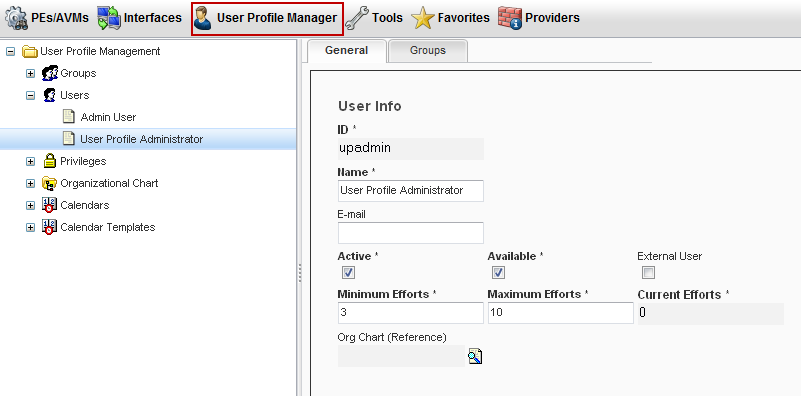 PEs/AVMs Interfaces User Profile Manager Tools Favorites Providers
User Profile Management
Groups
Users
Admin User
User Profile Administrator
Privileges
Organizational Chart
Calendars
Calendar Templates
General Groups
User Info
ID *
upadmin
Name *
User Profile Administrator
E-mail
Active * Available * External User
Minimum Efforts * Maximum Efforts * Current Efforts *
3 10 0
Org Chart (Reference)